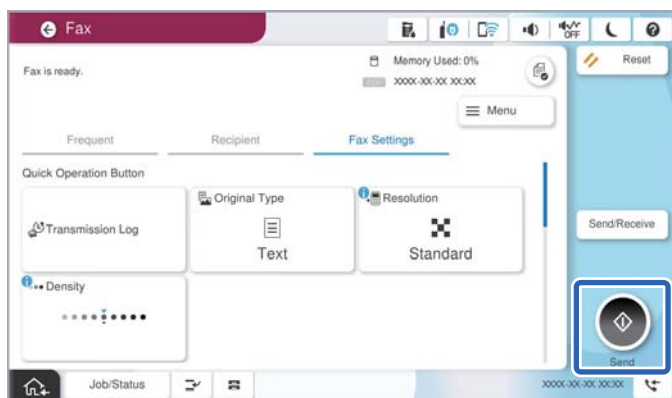 Fax
OFF
Fax is ready.
Memory Used: 0%
XXXX-XX-XX XX:XX
Reset
Menu
Frequent
Recipient
Fax Settings
Quick Operation Button
Transmission Log
Original Type
Text
Resolution
Standard
Send/Receive
Density
Send
Job/Status
XXXX-XX-XX XX:XX